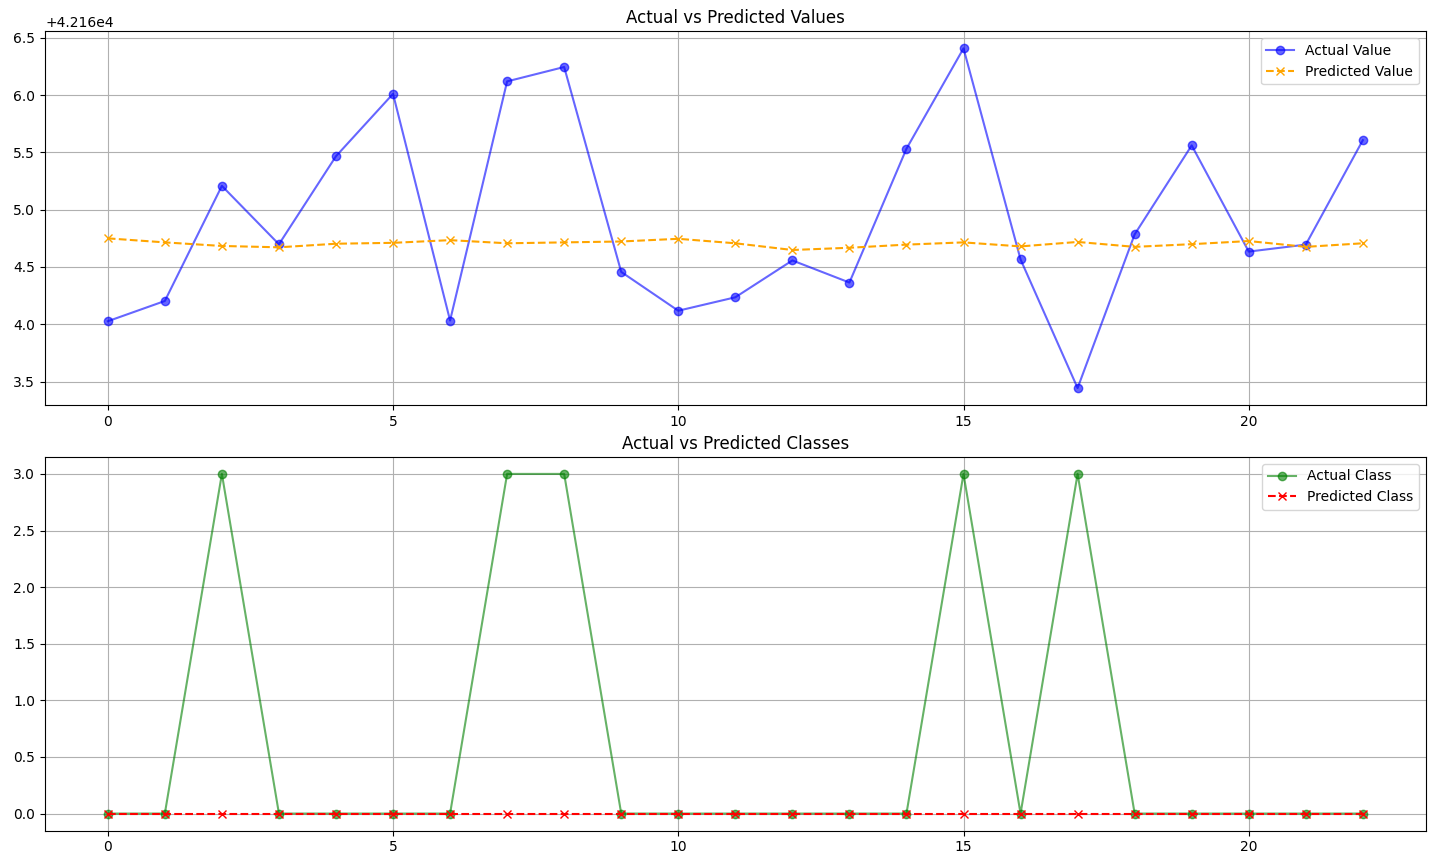 Actual vs Predicted Values
+4.216e4
6.5
6.0
5.5
5.0
4.5
4.0
3.5
Actual Value
Predicted Value
0 5 10 15 20
Actual vs Predicted Classes
3.0
2.5
2.0
1.5
1.0
0.5
0.0
Actual Class
Predicted Class
0 5 10 15 20